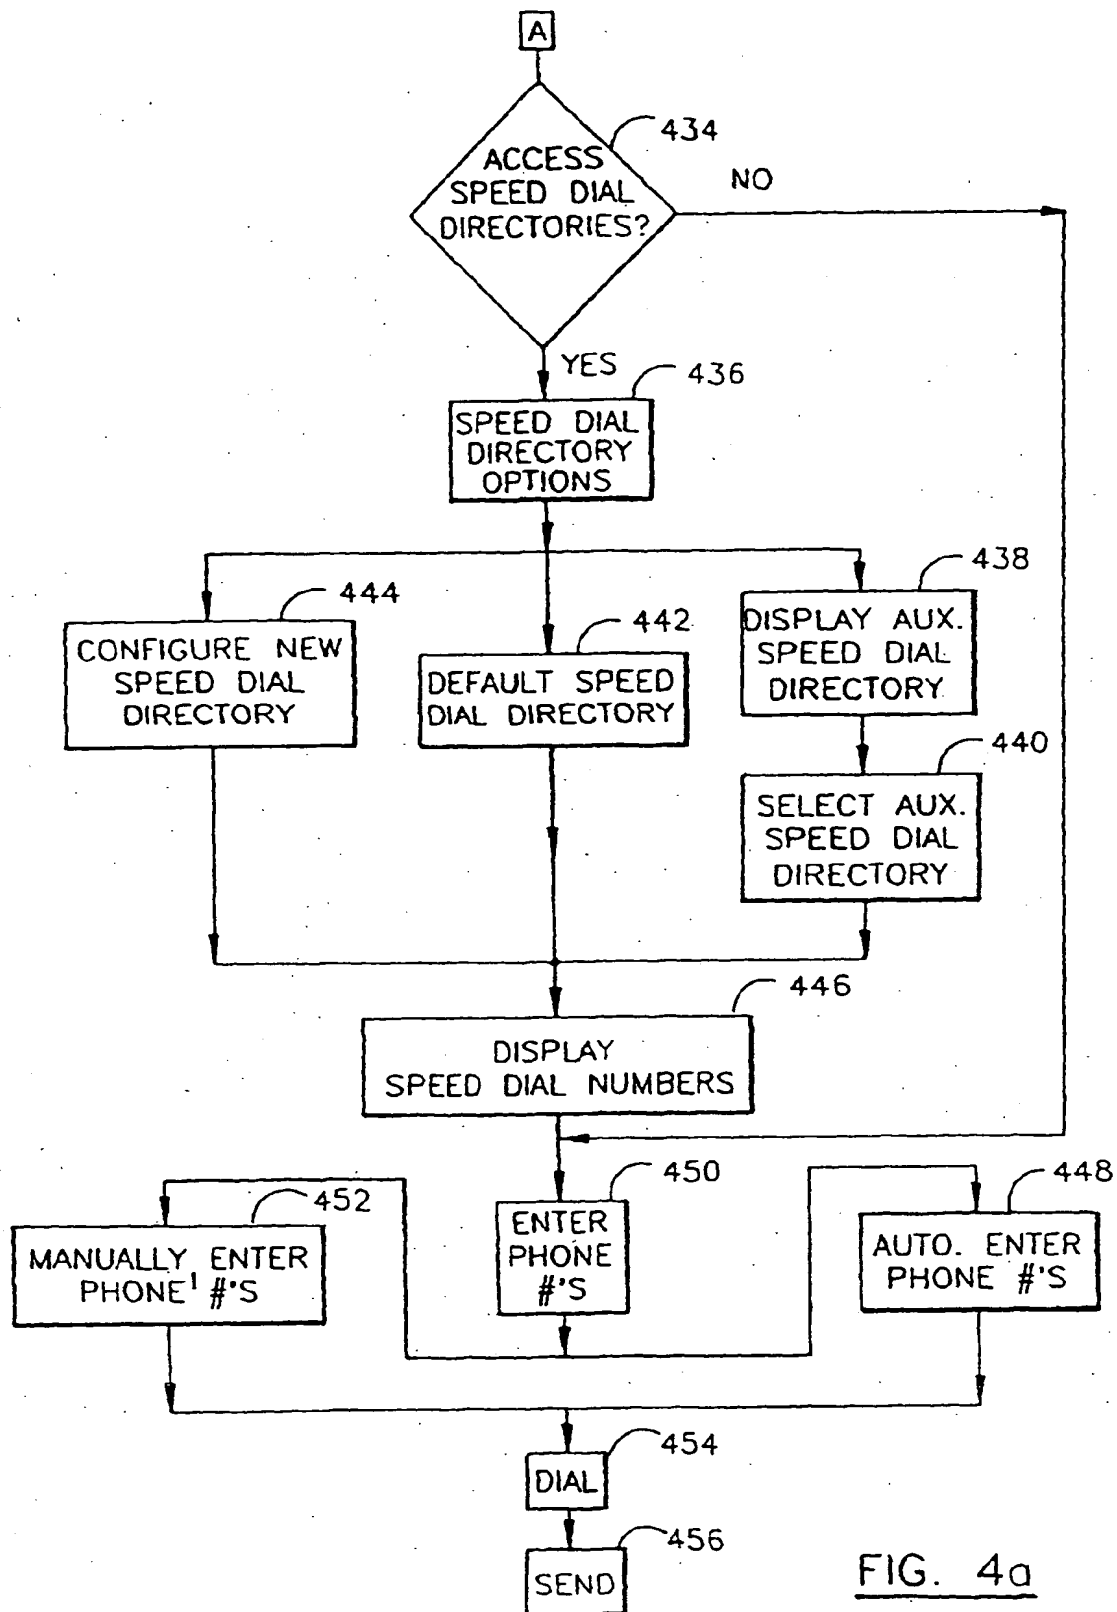 A
434
ACCESS
SPEED DIAL
DIRECTORIES?
NO
YES
436
SPEED DIAL
DIRECTORY
OPTIONS
438
DISPLAY AUX.
SPEED DIAL
DIRECTORY
444
CONFIGURE NEW
SPEED DIAL
DIRECTORY
442
DEFAULT SPEED
DIAL DIRECTORY
440
SELECT AUX.
SPEED DIAL
DIRECTORY
446
DISPLAY
SPEED DIAL NUMBERS
452
MANUALLY ENTER
PHONE #'S
450
ENTER
PHONE
#'S
448
AUTO. ENTER
PHONE #'S
454
DIAL
456
SEND
FIG. 4a